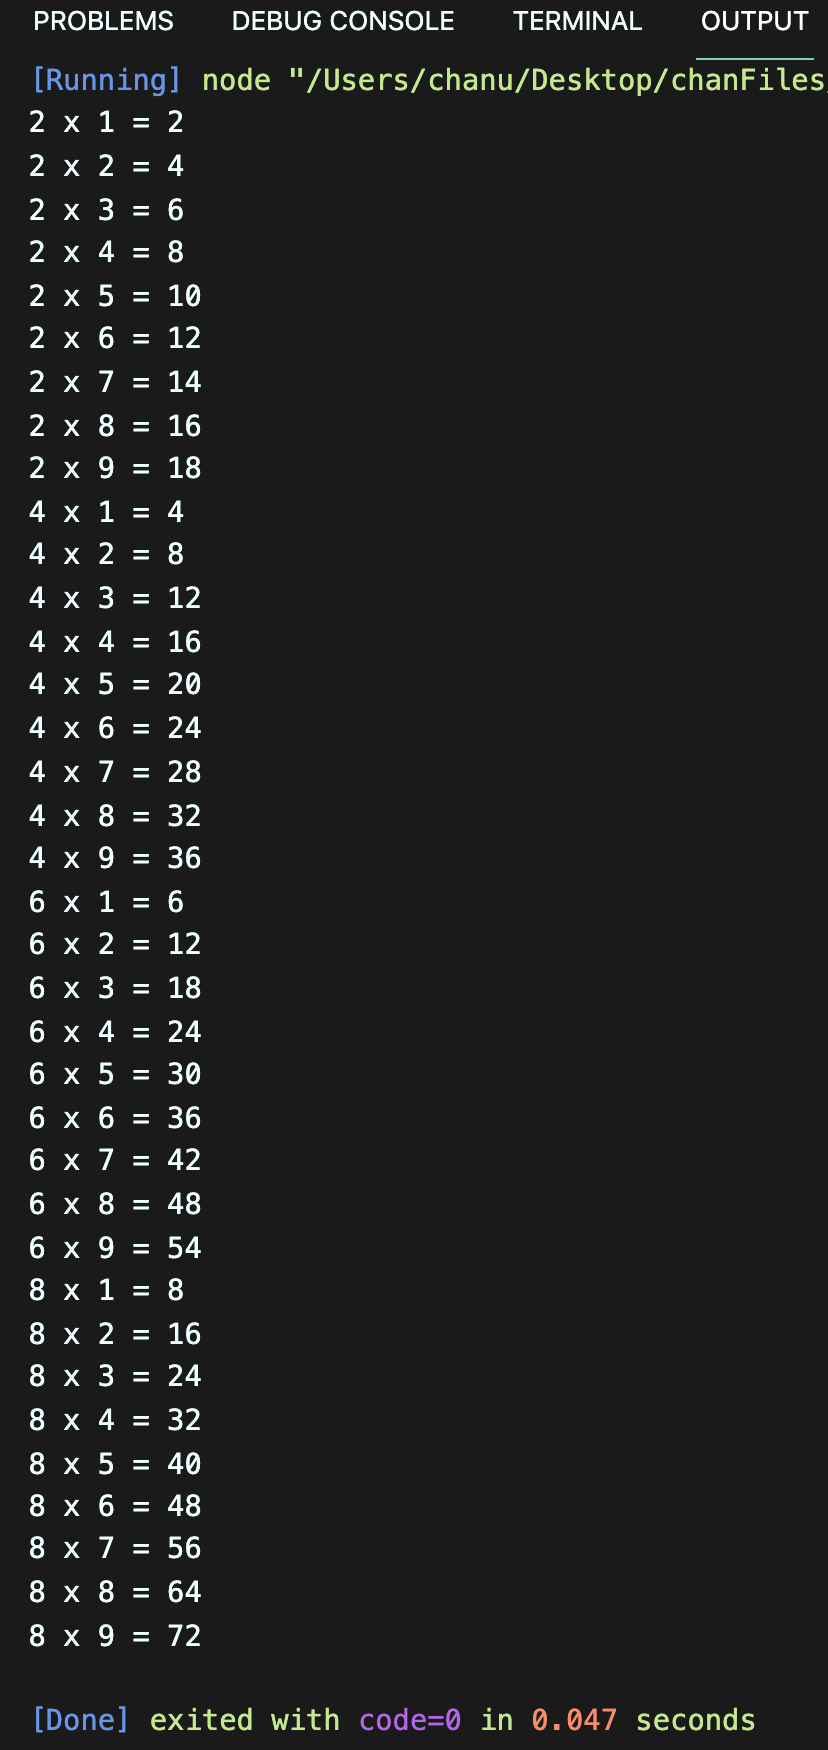 PROBLEMS DEBUG CONSOLE TERMINAL OUTPUT
[Running] node "/Users/chanu/Desktop/chanFiles
2 x 1 = 2
2 x 2 = 4
2 x 3 = 6
2 x 4 = 8
2 x 5 = 10
2 x 6 = 12
2 x 7 = 14
2 x 8 = 16
2 x 9 = 18
4 x 1 = 4
4 x 2 = 8
4 x 3 = 12
4 x 4 = 16
4 x 5 = 20
4 x 6 = 24
4 x 7 = 28
4 x 8 = 32
4 x 9 = 36
6 x 1 = 6
6 x 2 = 12
6 x 3 = 18
6 x 4 = 24
6 x 5 = 30
6 x 6 = 36
6 x 7 = 42
6 x 8 = 48
6 x 9 = 54
8 x 1 = 8
8 x 2 = 16
8 x 3 = 24
8 x 4 = 32
8 x 5 = 40
8 x 6 = 48
8 x 7 = 56
8 x 8 = 64
8 x 9 = 72
[Done] exited with code=0 in 0.047 seconds